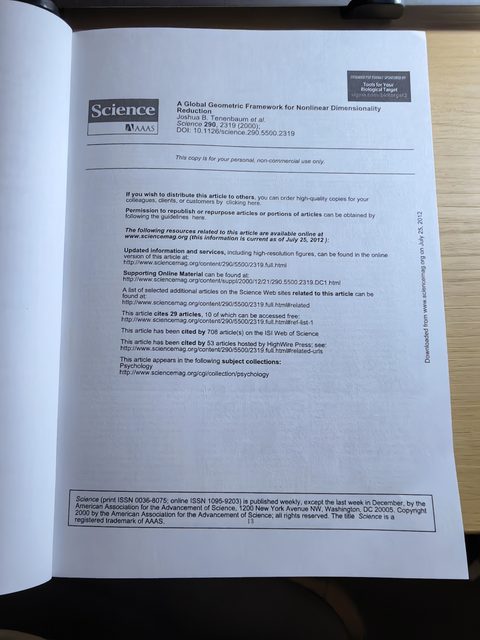 Science
AAAS
A Global Geometric Framework for Nonlinear Dimensionality
Reduction
Joshua B. Tenenbaum et al.
Science 290, 2319 (2000);
DOI: 10.1126/science.290.5500.2319
Tools for Your
Biological Target
This copy is for your personal, non-commercial use only.
If you wish to distribute this article to others, you can order high-quality copies for your
colleagues, clients, or customers by clicking here.
Permission to republish or repurpose articles or portions of articles can be obtained by
following the guidelines here.
The following resources related to this article are available online at
www.sciencemag.org (this information is current as of July 25, 2012 ):
Updated information and services, including high-resolution figures, can be found in the online
version of this article at:
http://www.sciencemag.org/content/290/5500/2319.full.html
Supporting Online Material can be found at:
http://www.sciencemag.org/content/suppl/2000/12/21/290.5500.2319.DC1.html
A list of selected additional articles on the Science Web sites related to this article can be
found at:
http://www.sciencemag.org/content/290/5500/2319.full.html#related
This article cites 29 articles, 10 of which can be accessed free:
http://www.sciencemag.org/content/290/5500/2319.full.html#ref-list-1
This article has been cited by 708 article(s) on the ISI Web of Science
This article has been cited by 53 articles hosted by HighWire Press; see:
http://www.sciencemag.org/content/290/5500/2319.full.html#related-urls
This article appears in the following subject collections:
Psychology
http://www.sciencemag.org/cgi/collection/psychology
Downloaded from www.sciencemag.org on July 25, 2012
Science (print ISSN 0036-8075; online ISSN 1095-9203) is published weekly, except the last week in December, by the
American Association for the Advancement of Science, 1200 New York Avenue NW, Washington, DC 20005. Copyright
2000 by the American Association for the Advancement of Science; all rights reserved. The title Science is a
registered trademark of AAAS.
13